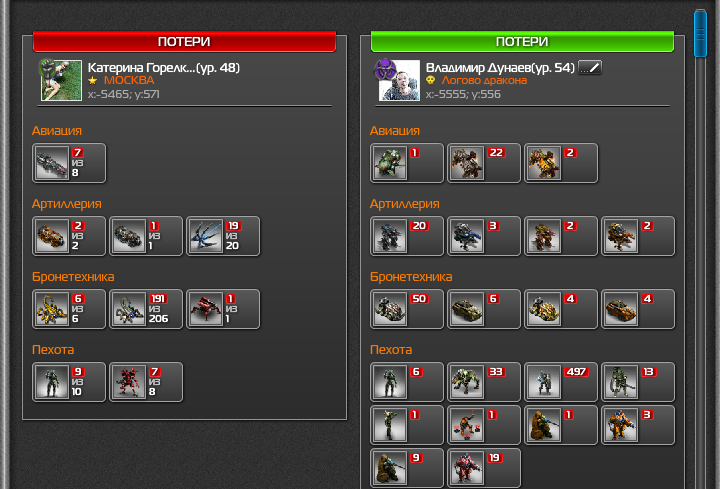 ПОТЕРИ
Катерина Горелк...(ур. 48)
МОСКВА
x:-5465; y:571
Авиация
7 из 8
Артиллерия
2 из 2
1 из 1
19 из 20
Бронетехника
6 из 6
191 из 206
1 из 1
Пехота
9 из 10
7 из 8
ПОТЕРИ
Владимир Дунаев(ур. 54) ...
Логово дракона
x:-5555; y:556
Авиация
1 22 2
Артиллерия
20 3 2 2
Бронетехника
50 6 4 4
Пехота
6 33 497 13
1 1 1 3
9 19